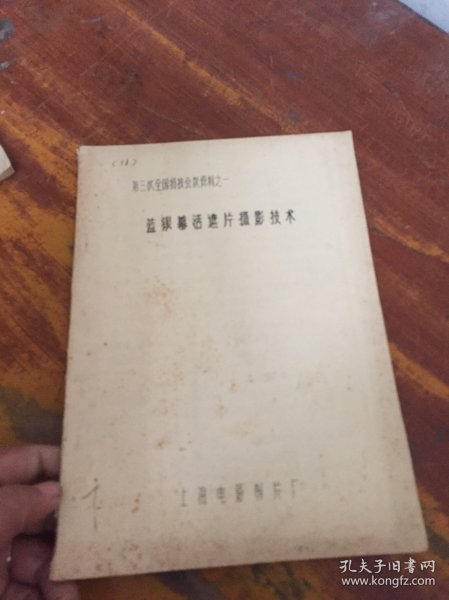 (18)
第三次全国特技会议资料之一
蓝银幕活遮片摄影技术
上海电影制片厂
孔夫子旧书网
www.kongfz.com